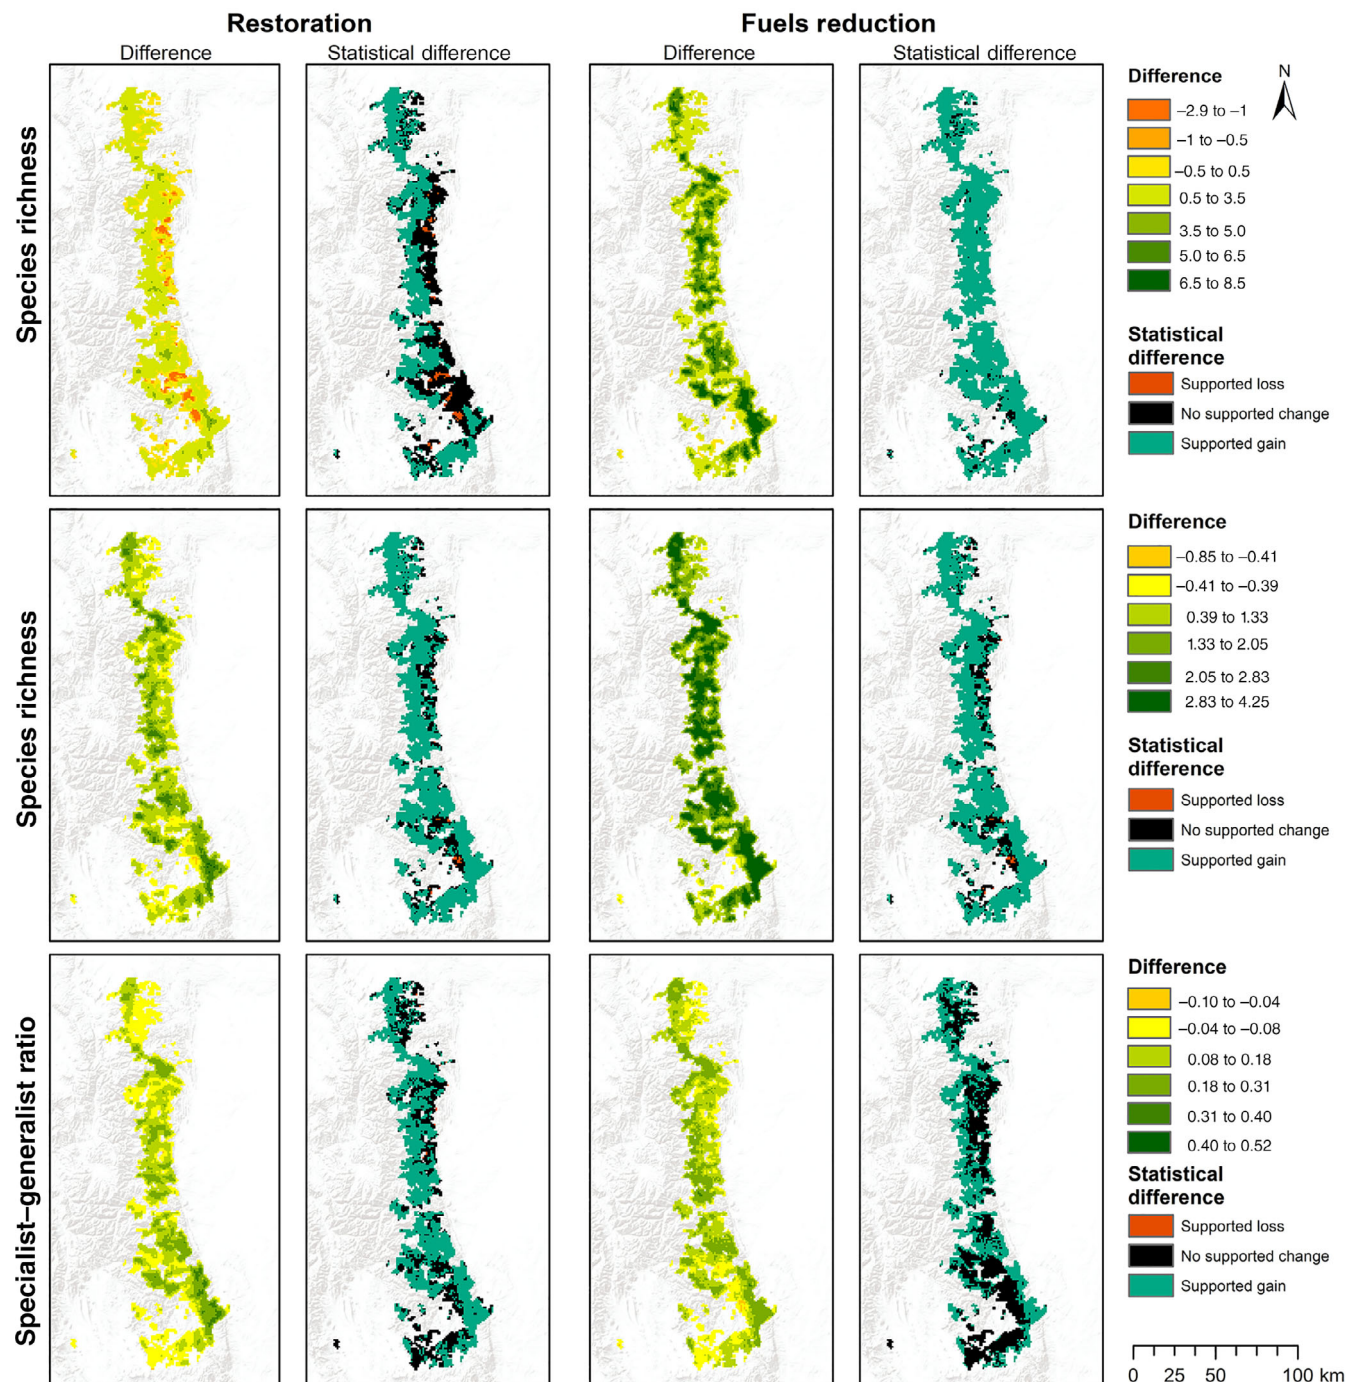 Restoration
Fuels reduction
Difference
Statistical difference
Difference
Statistical difference
Species richness
Difference
N
–2.9 to –1
–1 to –0.5
–0.5 to 0.5
0.5 to 3.5
3.5 to 5.0
5.0 to 6.5
6.5 to 8.5
Statistical
difference
Supported loss
No supported change
Supported gain
Species richness
Difference
–0.85 to –0.41
–0.41 to –0.39
0.39 to 1.33
1.33 to 2.05
2.05 to 2.83
2.83 to 4.25
Statistical
difference
Supported loss
No supported change
Supported gain
Specialist–generalist ratio
Difference
–0.10 to –0.04
–0.04 to –0.08
0.08 to 0.18
0.18 to 0.31
0.31 to 0.40
0.40 to 0.52
Statistical
difference
Supported loss
No supported change
Supported gain
0 25 50 100 km